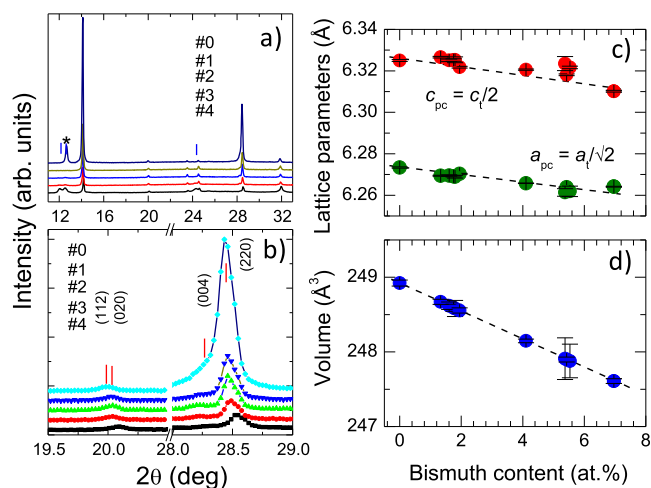 a)
#0
#1
#2
#3
#4
*
11 12 16 20 24 28 32
Intensity (arb. units)
b)
#0
#1
#2
#3
#4
(112)
(020)
(004)
(220)
19.5 20.0 28.0 28.5 29.0
2θ (deg)
c)
6.34
6.32
6.30
6.28
6.26
Lattice parameters (Å)
cpc = ct/2
apc = at/√2
d)
249
248
247
Volume (Å³)
0 2 4 6 8
Bismuth content (at.%)